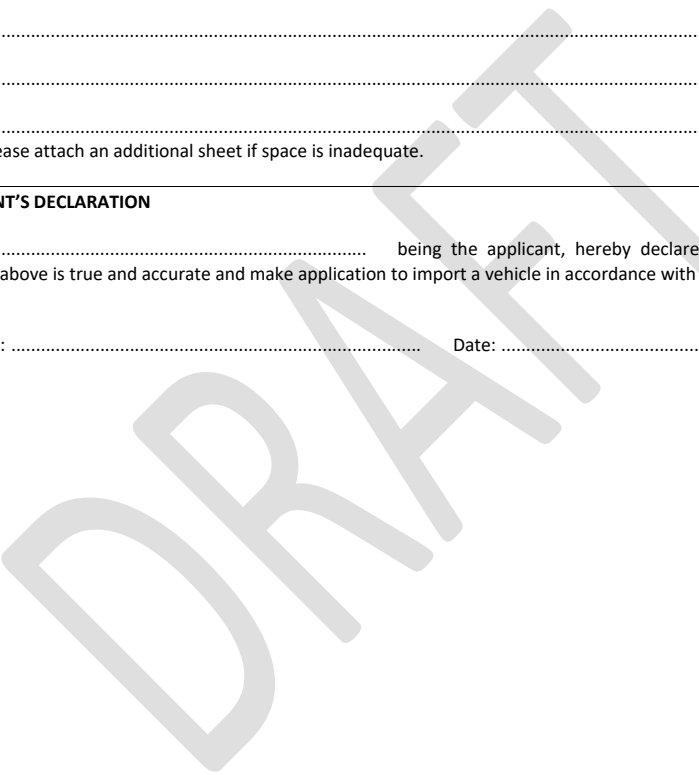 ........................................................................................................................................
........................................................................................................................................
........................................................................................................................................
ease attach an additional sheet if space is inadequate.
NT’S DECLARATION
........................................................................ being the applicant, hereby declare
above is true and accurate and make application to import a vehicle in accordance with
: .................................................................................. Date: .......................................
DRAFT